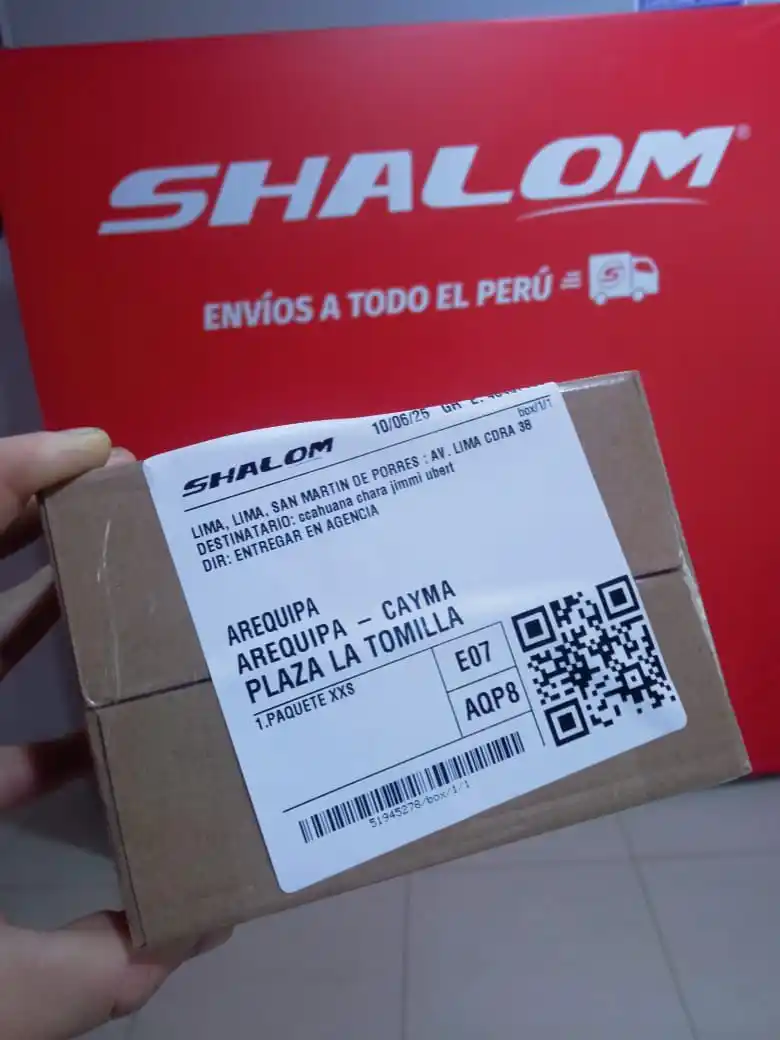 SHALOM®
ENVÍOS A TODO EL PERÚ
SHALOM
10/06/25 GR
box/1/1
LIMA, LIMA, SAN MARTIN DE PORRES : AV. LIMA CDRA 38
DESTINATARIO: ccahuana chara jimmi ubert
DIR: ENTREGAR EN AGENCIA
AREQUIPA
AREQUIPA – CAYMA
PLAZA LA TOMILLA
1.PAQUETE XXS
E07
AQP8
51945278/box/1/1